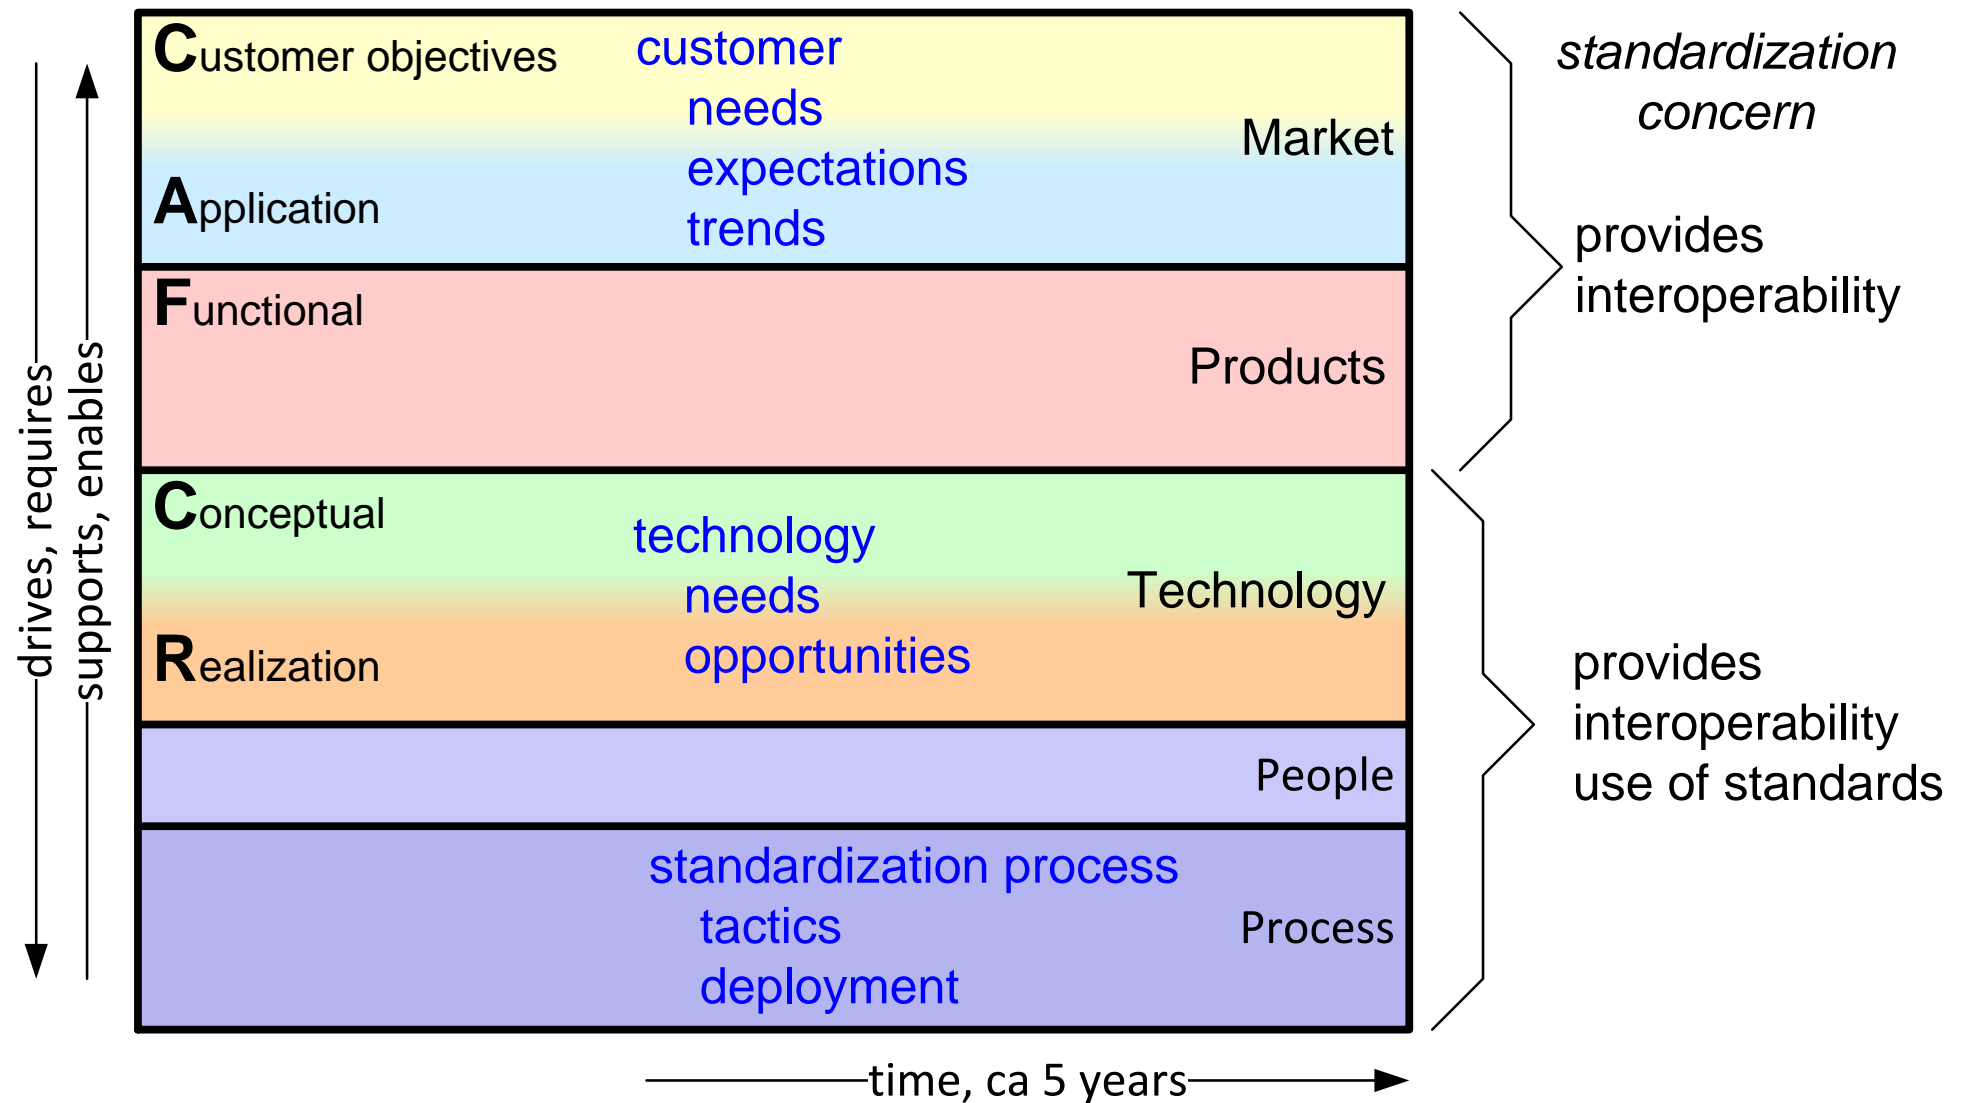 drives, requires
supports, enables
Customer objectives
Application
customer
needs
expectations
trends
Market
Functional
Products
Conceptual
Realization
technology
needs
opportunities
Technology
People
standardization process
tactics
deployment
Process
time, ca 5 years
standardization
concern
provides
interoperability
provides
interoperability
use of standards